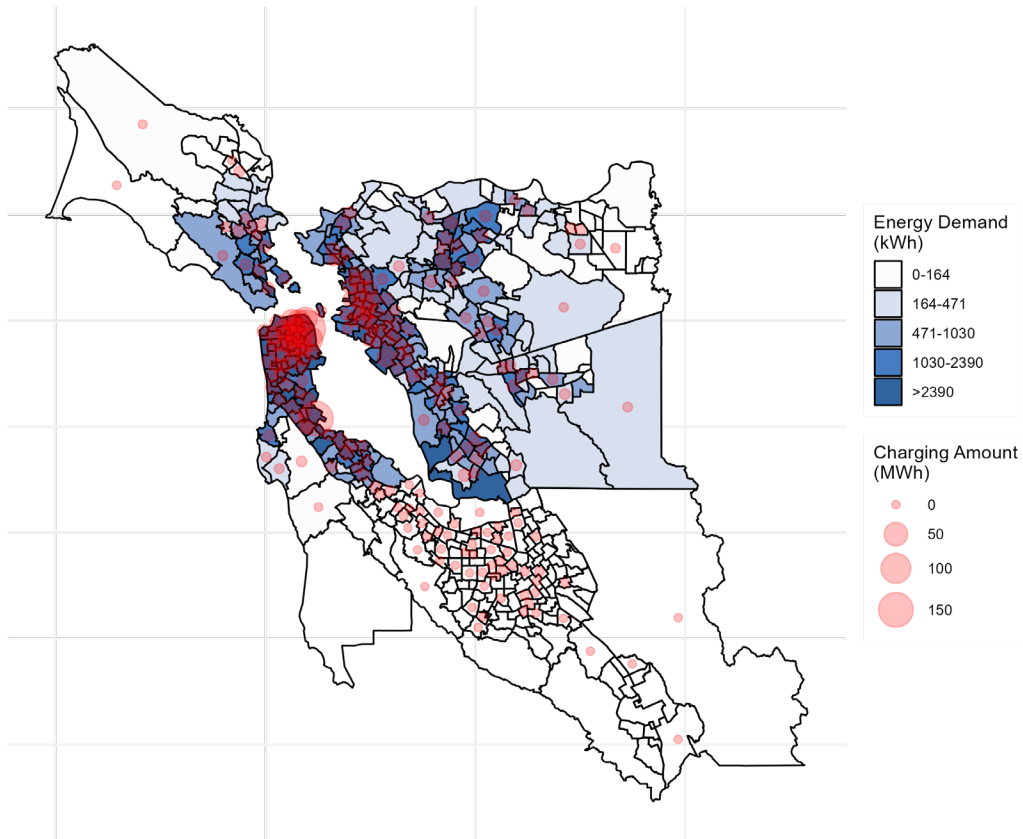 Energy Demand
(kWh)
0-164
164-471
471-1030
1030-2390
>2390
Charging Amount
(MWh)
0
50
100
150